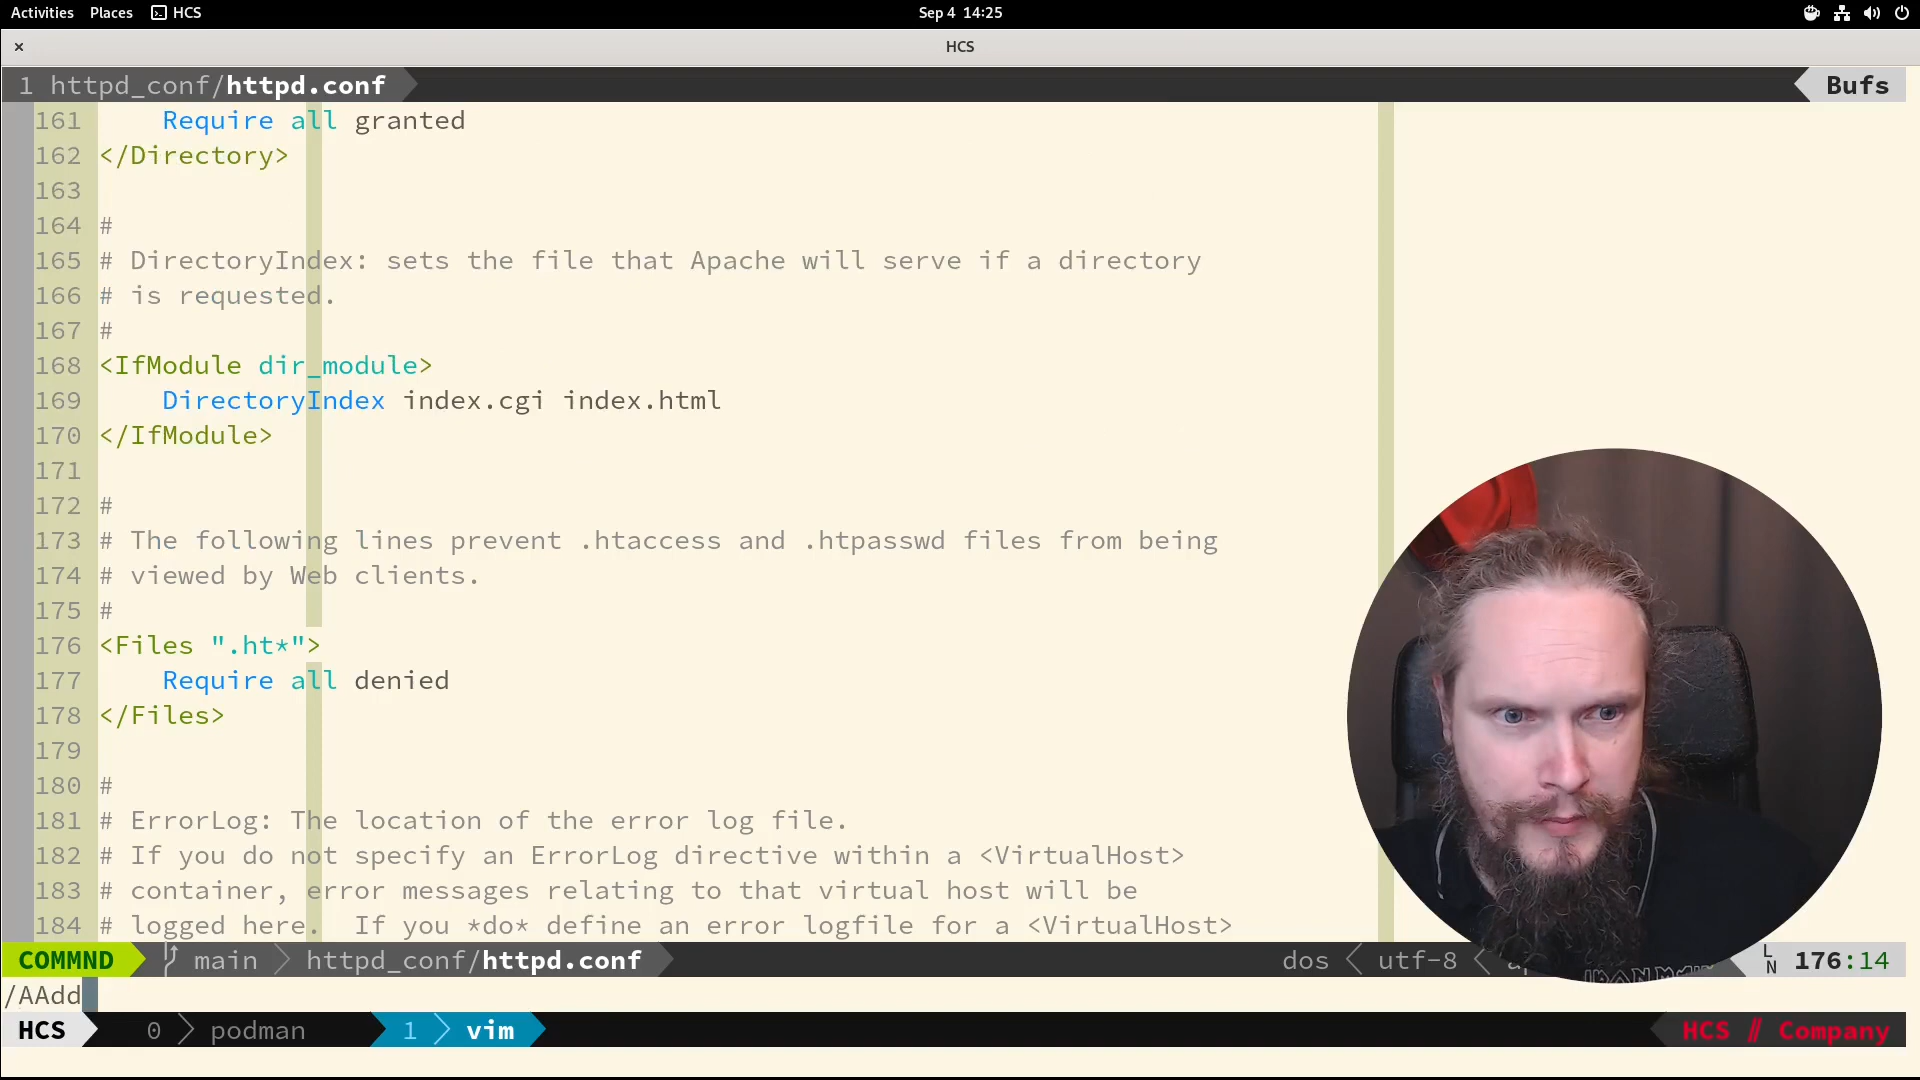 Activities Places HCS Sep 4 14:25
× HCS
1 httpd_conf/httpd.conf Bufs
161 Require all granted
162 </Directory>
163
164 #
165 # DirectoryIndex: sets the file that Apache will serve if a directory
166 # is requested.
167 #
168 <IfModule dir_module>
169 DirectoryIndex index.cgi index.html
170 </IfModule>
171
172 #
173 # The following lines prevent .htaccess and .htpasswd files from being
174 # viewed by Web clients.
175 #
176 <Files ".ht*">
177 Require all denied
178 </Files>
179
180 #
181 # ErrorLog: The location of the error log file.
182 # If you do not specify an ErrorLog directive within a <VirtualHost>
183 # container, error messages relating to that virtual host will be
184 # logged here. If you *do* define an error logfile for a <VirtualHost>
COMMND main httpd_conf/httpd.conf dos utf-8 LN 176:14
/AAdd
HCS 0 podman 1 vim HCS // Company